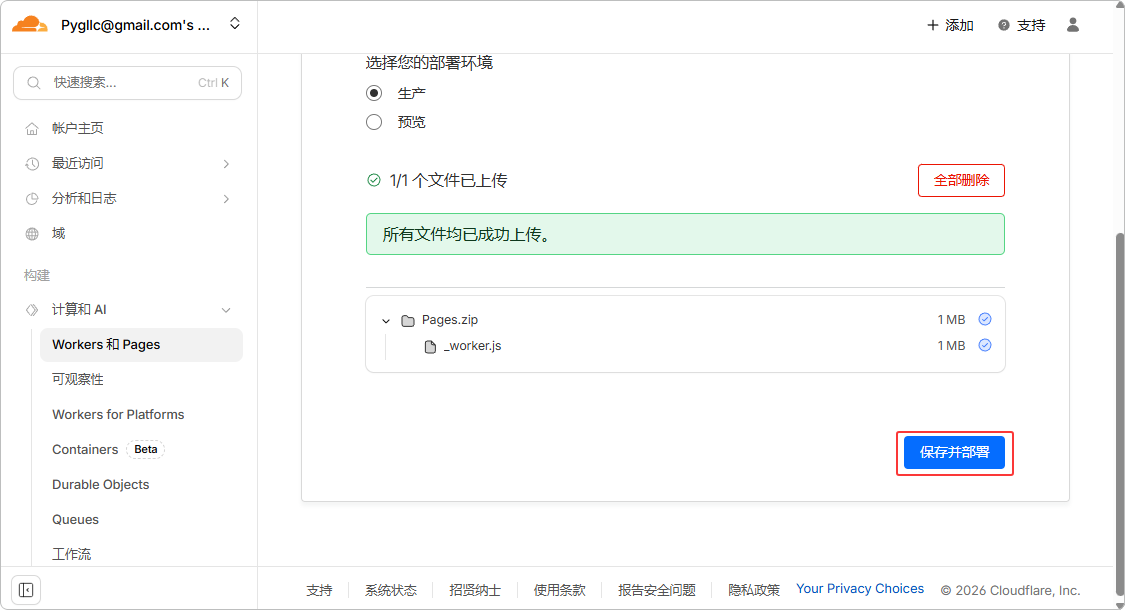 Pygllc@gmail.com's ...
添加
支持
快速搜索...
Ctrl K
帐户主页
最近访问
分析和日志
域
构建
计算和 AI
Workers 和 Pages
可观察性
Workers for Platforms
Containers Beta
Durable Objects
Queues
工作流
选择您的部署环境
生产
预览
1/1 个文件已上传
全部删除
所有文件均已成功上传。
Pages.zip 1 MB
_worker.js 1 MB
保存并部署
支持 系统状态 招贤纳士 使用条款 报告安全问题 隐私政策 Your Privacy Choices © 2026 Cloudflare, Inc.